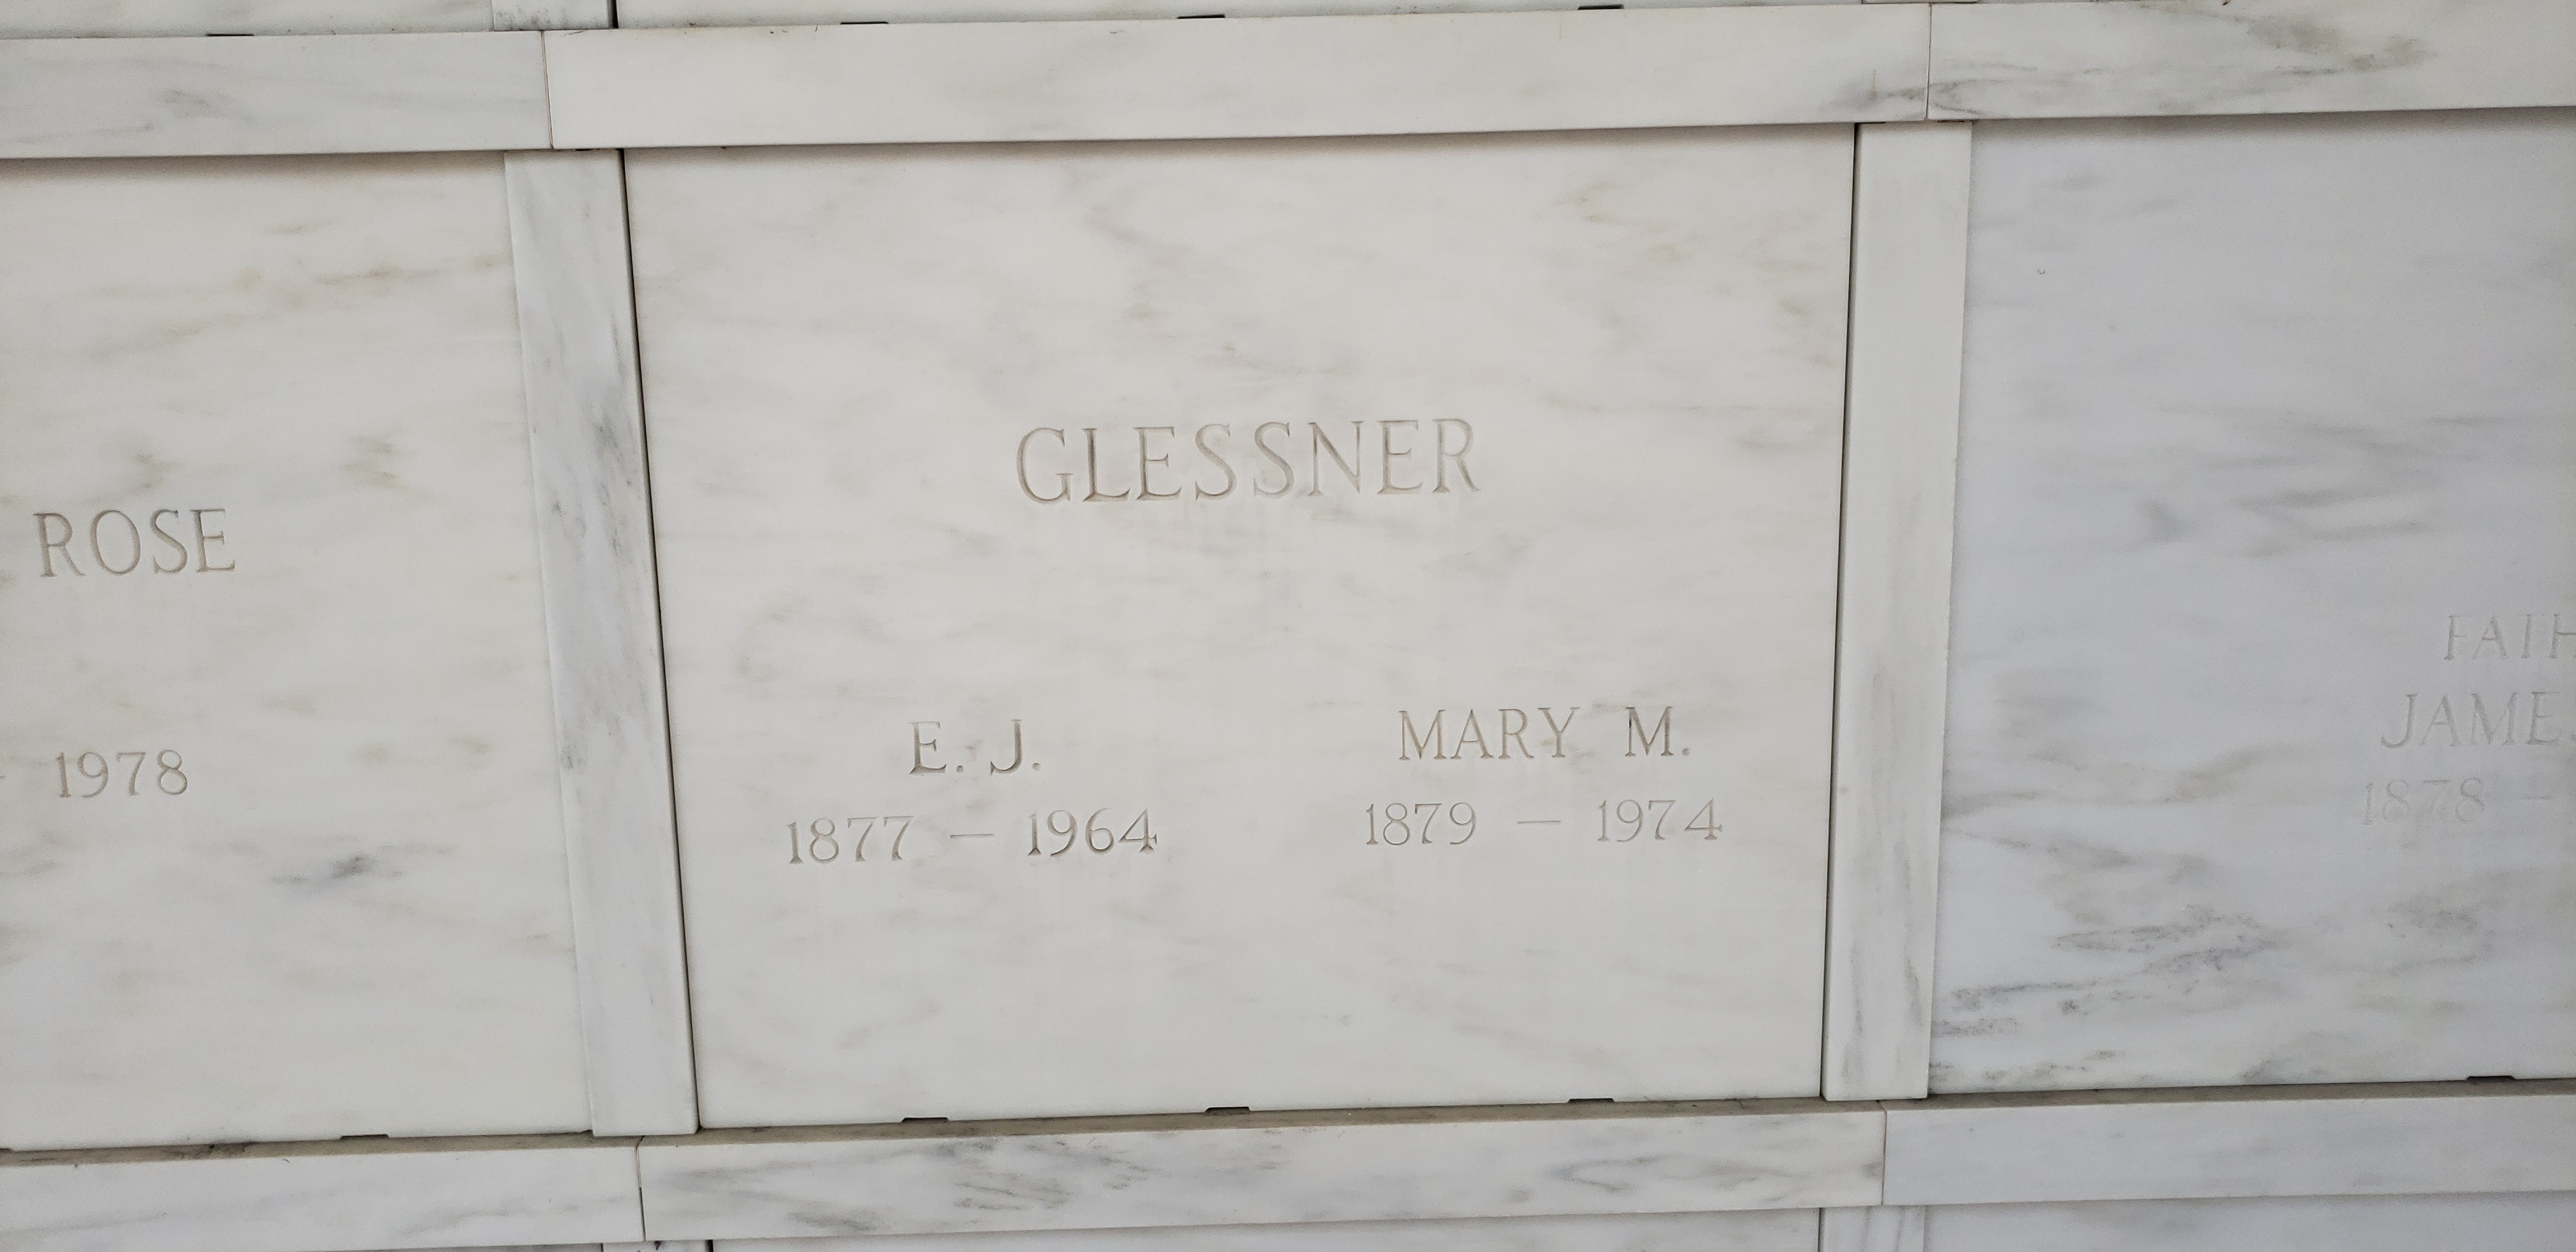 ROSE
1978
GLESSNER
E. J. MARY M.
1877 – 1964 1879 – 1974
1878 –